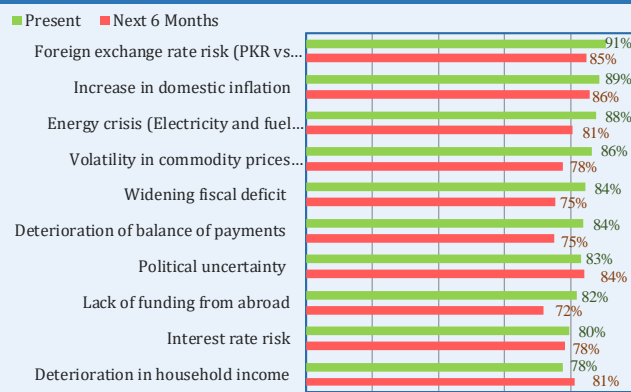 Present Next 6 Months
Foreign exchange rate risk (PKR vs... 91%
85%
Increase in domestic inflation 89%
86%
Energy crisis (Electricity and fuel... 88%
81%
Volatility in commodity prices... 86%
78%
Widening fiscal deficit 84%
75%
Deterioration of balance of payments 84%
75%
Political uncertainty 83%
84%
Lack of funding from abroad 82%
72%
Interest rate risk 80%
78%
Deterioration in household income 78%
81%